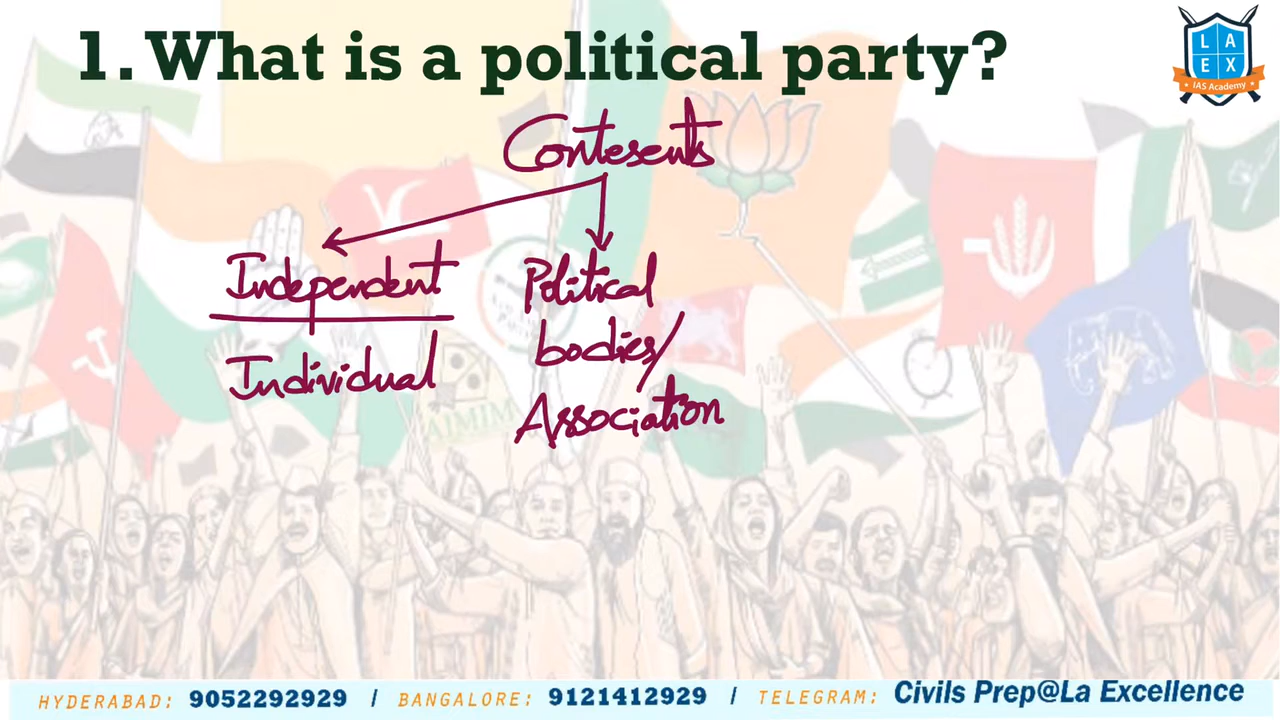 1. What is a political party?
L A
E X
IAS Academy
Contesents
Independent
Individual
Political
bodies/
Association
AIMIM
HYDERABAD: 9052292929 / BANGALORE: 9121412929 / TELEGRAM: Civils Prep@La Excellence